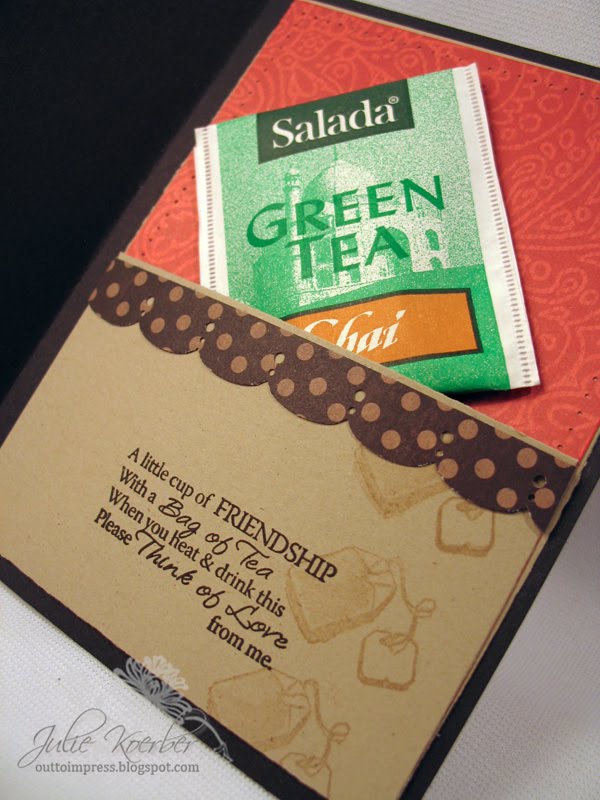 Salada®
GREEN
TEA
Chai
A little cup of FRIENDSHIP
With a Bag of Tea
When you heat & drink this
Please Think of Love
from me.
Julie Koerber
outtoimpress.blogspot.com